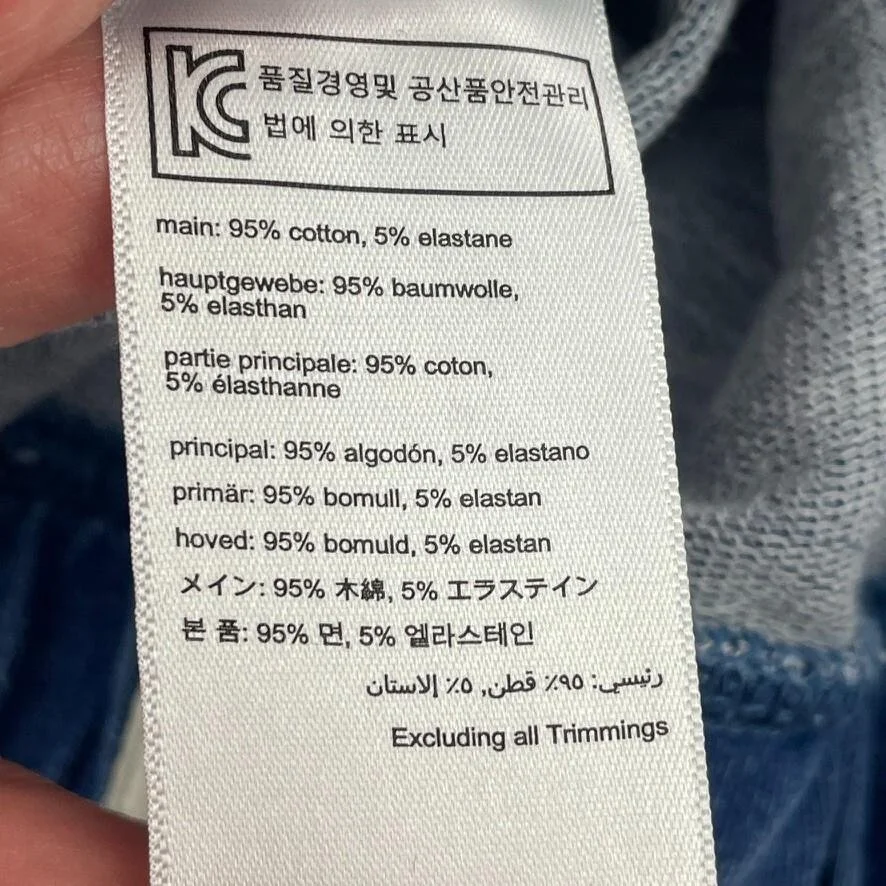 KC 품질경영및 공산품안전관리
법에 의한 표시
main: 95% cotton, 5% elastane
hauptgewebe: 95% baumwolle,
5% elasthan
partie principale: 95% coton,
5% élasthanne
principal: 95% algodón, 5% elastano
primär: 95% bomull, 5% elastan
hoved: 95% bomuld, 5% elastan
メイン: 95% 木綿, 5% エラステイン
본 품: 95% 면, 5% 엘라스테인
رئيسي: ٩٥٪ قطن, ٥٪ إلاستان
Excluding all Trimmings